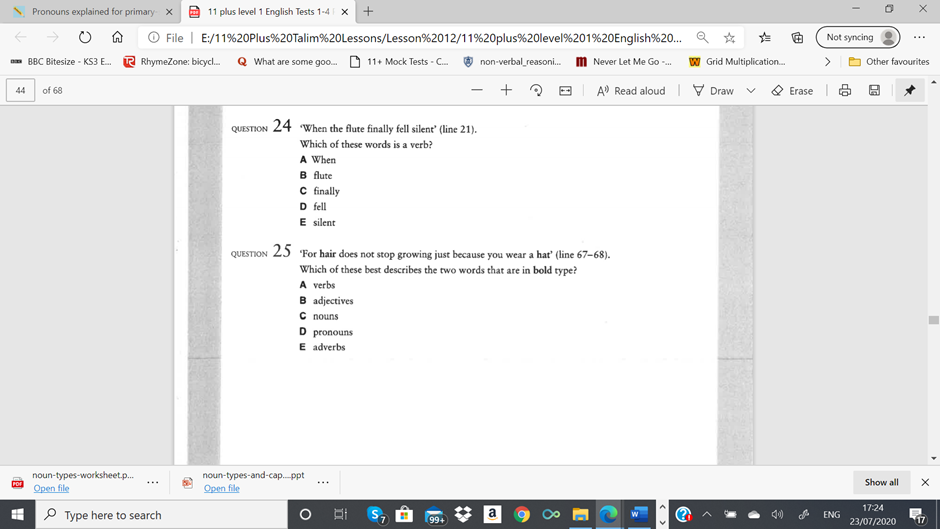 Pronouns explained for primary-
11 plus level 1 English Tests 1-4
File
E:/11%20Plus%20Talim%20Lessons/Lesson%2012/11%20plus%20level%201%20English%20...
Not syncing
BBC Bitesize - KS3 E...
RhymeZone: bicycl...
What are some goo...
11+ Mock Tests - C...
non-verbal_reasoni...
Never Let Me Go -...
Grid Multiplication...
Other favourites
44 of 68
Read aloud
Draw
Erase
QUESTION 24 'When the flute finally fell silent' (line 21).
Which of these words is a verb?
A When
B flute
C finally
D fell
E silent
QUESTION 25 'For hair does not stop growing just because you wear a hat' (line 67–68).
Which of these best describes the two words that are in bold type?
A verbs
B adjectives
C nouns
D pronouns
E adverbs
noun-types-worksheet.p...
Open file
noun-types-and-cap....ppt
Open file
Show all
Type here to search
7
99+
ENG
17:24
23/07/2020
17